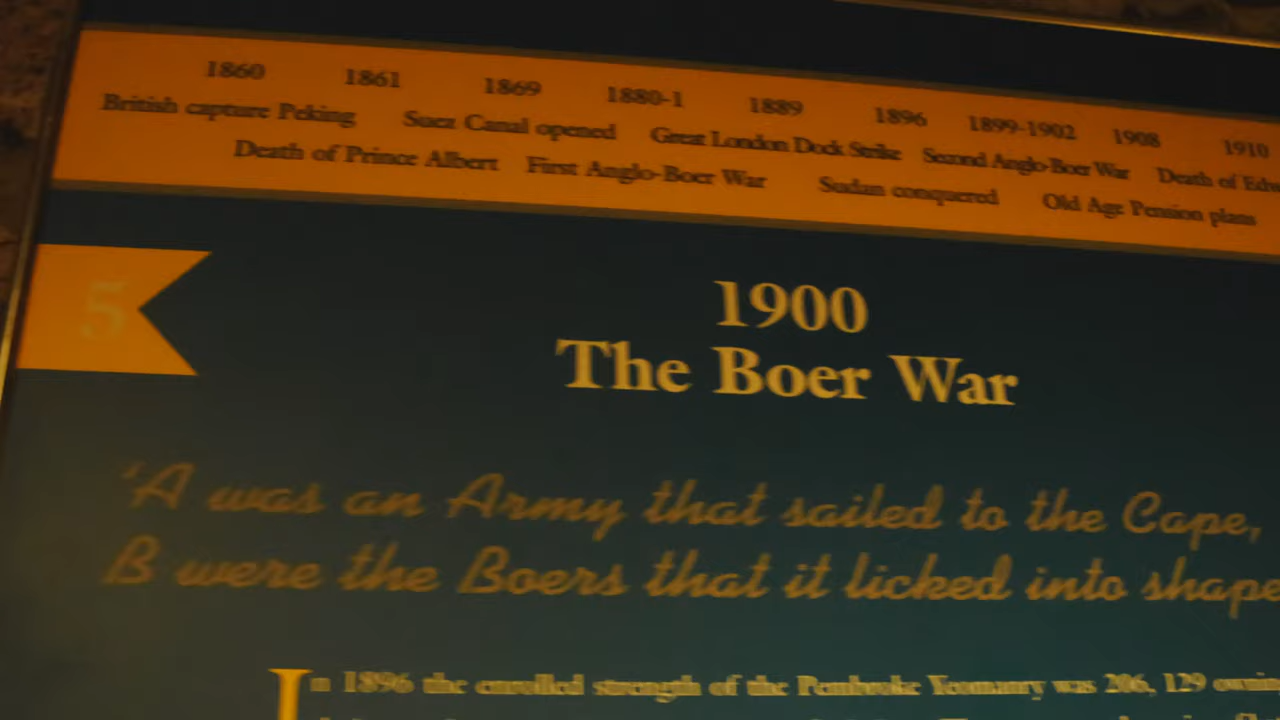 1860 1861 1869 1880-1 1889 1896 1899-1902 1908 1910
British capture Peking Suez Canal opened Great London Dock Strike Second Anglo-Boer War Death of
Death of Prince Albert First Anglo-Boer War Sudan conquered Old Age Pension plans
5
1900
The Boer War
'A was an Army that sailed to the Cape,
B were the Boers that it licked into shape
In 1896 the enrolled strength of the Pembroke Yeomanry was 206, 129